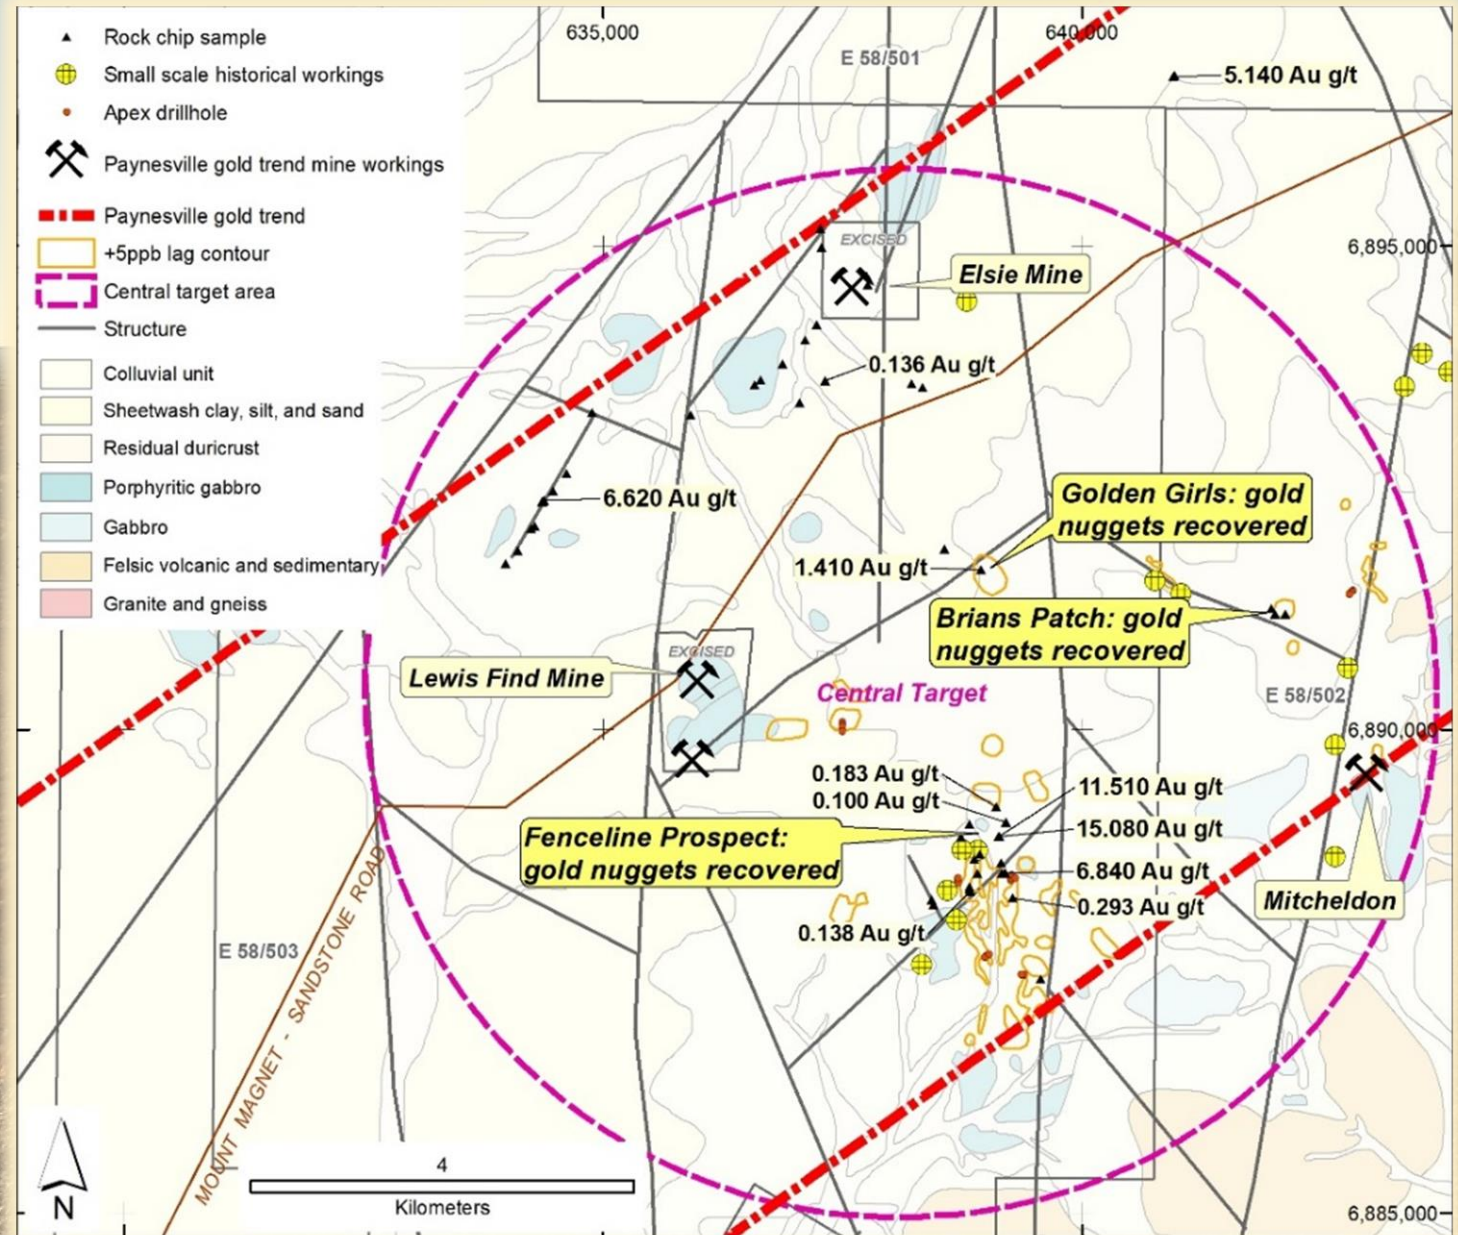 Rock chip sample
Small scale historical workings
Apex drillhole
Paynesville gold trend mine workings
Paynesville gold trend
+5ppb lag contour
Central target area
Structure
Colluvial unit
Sheetwash clay, silt, and sand
Residual duricrust
Porphyritic gabbro
Gabbro
Felsic volcanic and sedimentary
Granite and gneiss
635,000
640,000
E 58/501
5.140 Au g/t
EXCISED
6,895,000
Elsie Mine
0.136 Au g/t
6.620 Au g/t
Golden Girls: gold
nuggets recovered
1.410 Au g/t
Brians Patch: gold
nuggets recovered
EXCISED
Lewis Find Mine
Central Target
E 58/502
6,890,000
0.183 Au g/t
0.100 Au g/t
11.510 Au g/t
15.080 Au g/t
Fenceline Prospect:
gold nuggets recovered
6.840 Au g/t
0.293 Au g/t
Mitcheldon
0.138 Au g/t
E 58/503
MOUNT MAGNET - SANDSTONE ROAD
4
Kilometers
N
6,885,000